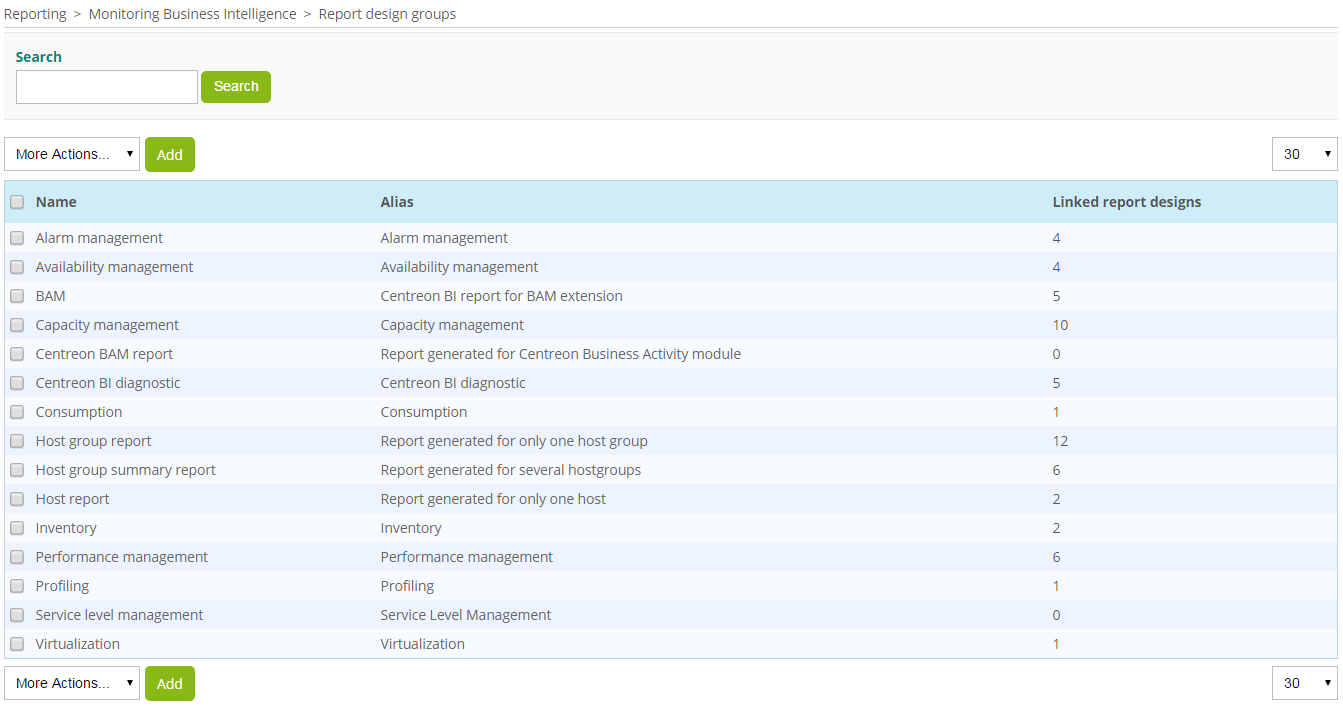 Reporting > Monitoring Business Intelligence > Report design groups
Search
Search
More Actions... Add 30
Name Alias Linked report designs
Alarm management Alarm management 4
Availability management Availability management 4
BAM Centreon BI report for BAM extension 5
Capacity management Capacity management 10
Centreon BAM report Report generated for Centreon Business Activity module 0
Centreon BI diagnostic Centreon BI diagnostic 5
Consumption Consumption 1
Host group report Report generated for only one host group 12
Host group summary report Report generated for several hostgroups 6
Host report Report generated for only one host 2
Inventory Inventory 2
Performance management Performance management 6
Profiling Profiling 1
Service level management Service Level Management 0
Virtualization Virtualization 1
More Actions... Add 30